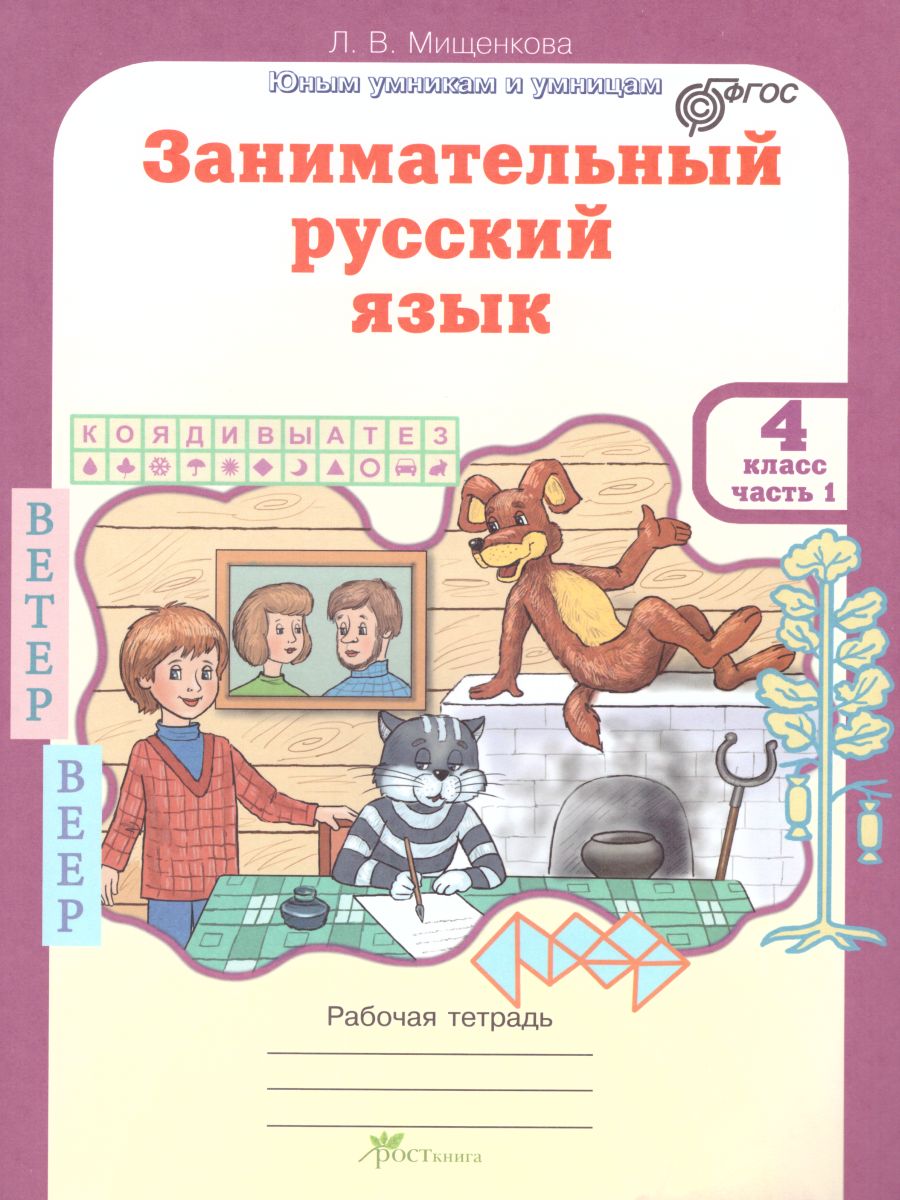 Л. В. Мищенкова
Юным умникам и умницам
ФГОС
Занимательный
русский
язык
4
класс
часть 1
К О Я Д И В Ы А Т Е З
ВЕТЕР
ВЕЕР
Рабочая тетрадь
РОСТкнига